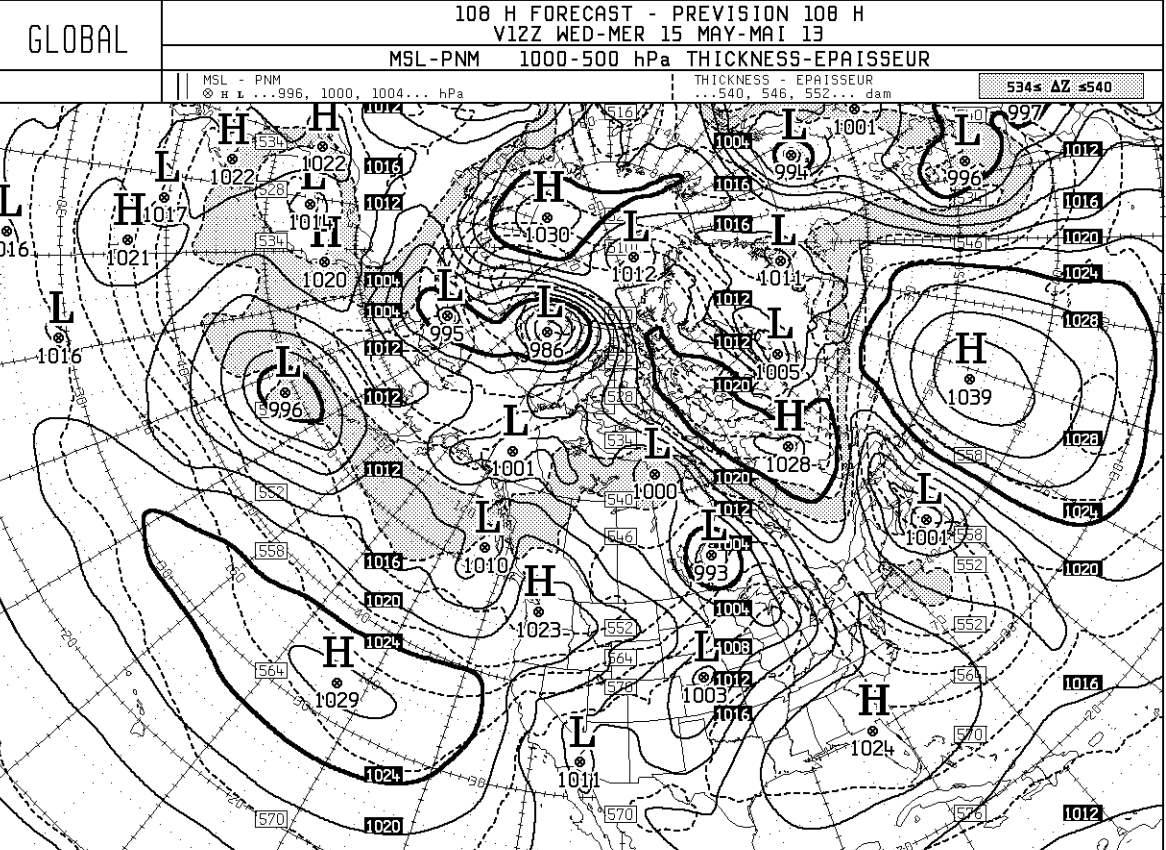 GLOBAL
108 H FORECAST - PREVISION 108 H
V12Z WED-MER 15 MAY-MAI 13
MSL-PNM 1000-500 hPa THICKNESS-EPAISSEUR
MSL - PNM
⊗ H L ...996, 1000, 1004... hPa
THICKNESS - EPAISSEUR
...540, 546, 552... dam
534≤ ΔZ ≤540
1012 516 1001 997
H H L L
534 1004 1012
1022 1022 1016 994 996
L L H 1016
528
L H 1017 1014 1012 1016
016 H 1030 L 1016 L
534 1020
1021 546
1020 1012 1011 1024
1004
L L L 1012
L 1004 1028
1016 995 986 L
1012 H
L 1005
996 1012 528 1020 1039
H
L 534 L 1028 1028
1001 1012 558
552 1000 1020 L
540 1012 1024
L L 1004 1001 558
558 1010 1016 546 993 552 1020
H
1020 1004
1023 552 552
1024 L 1008
H 564 564 564
1003 1012 1016
1029 H
1016
L 1024 570
1024 1011
570 1020 570 576 1012